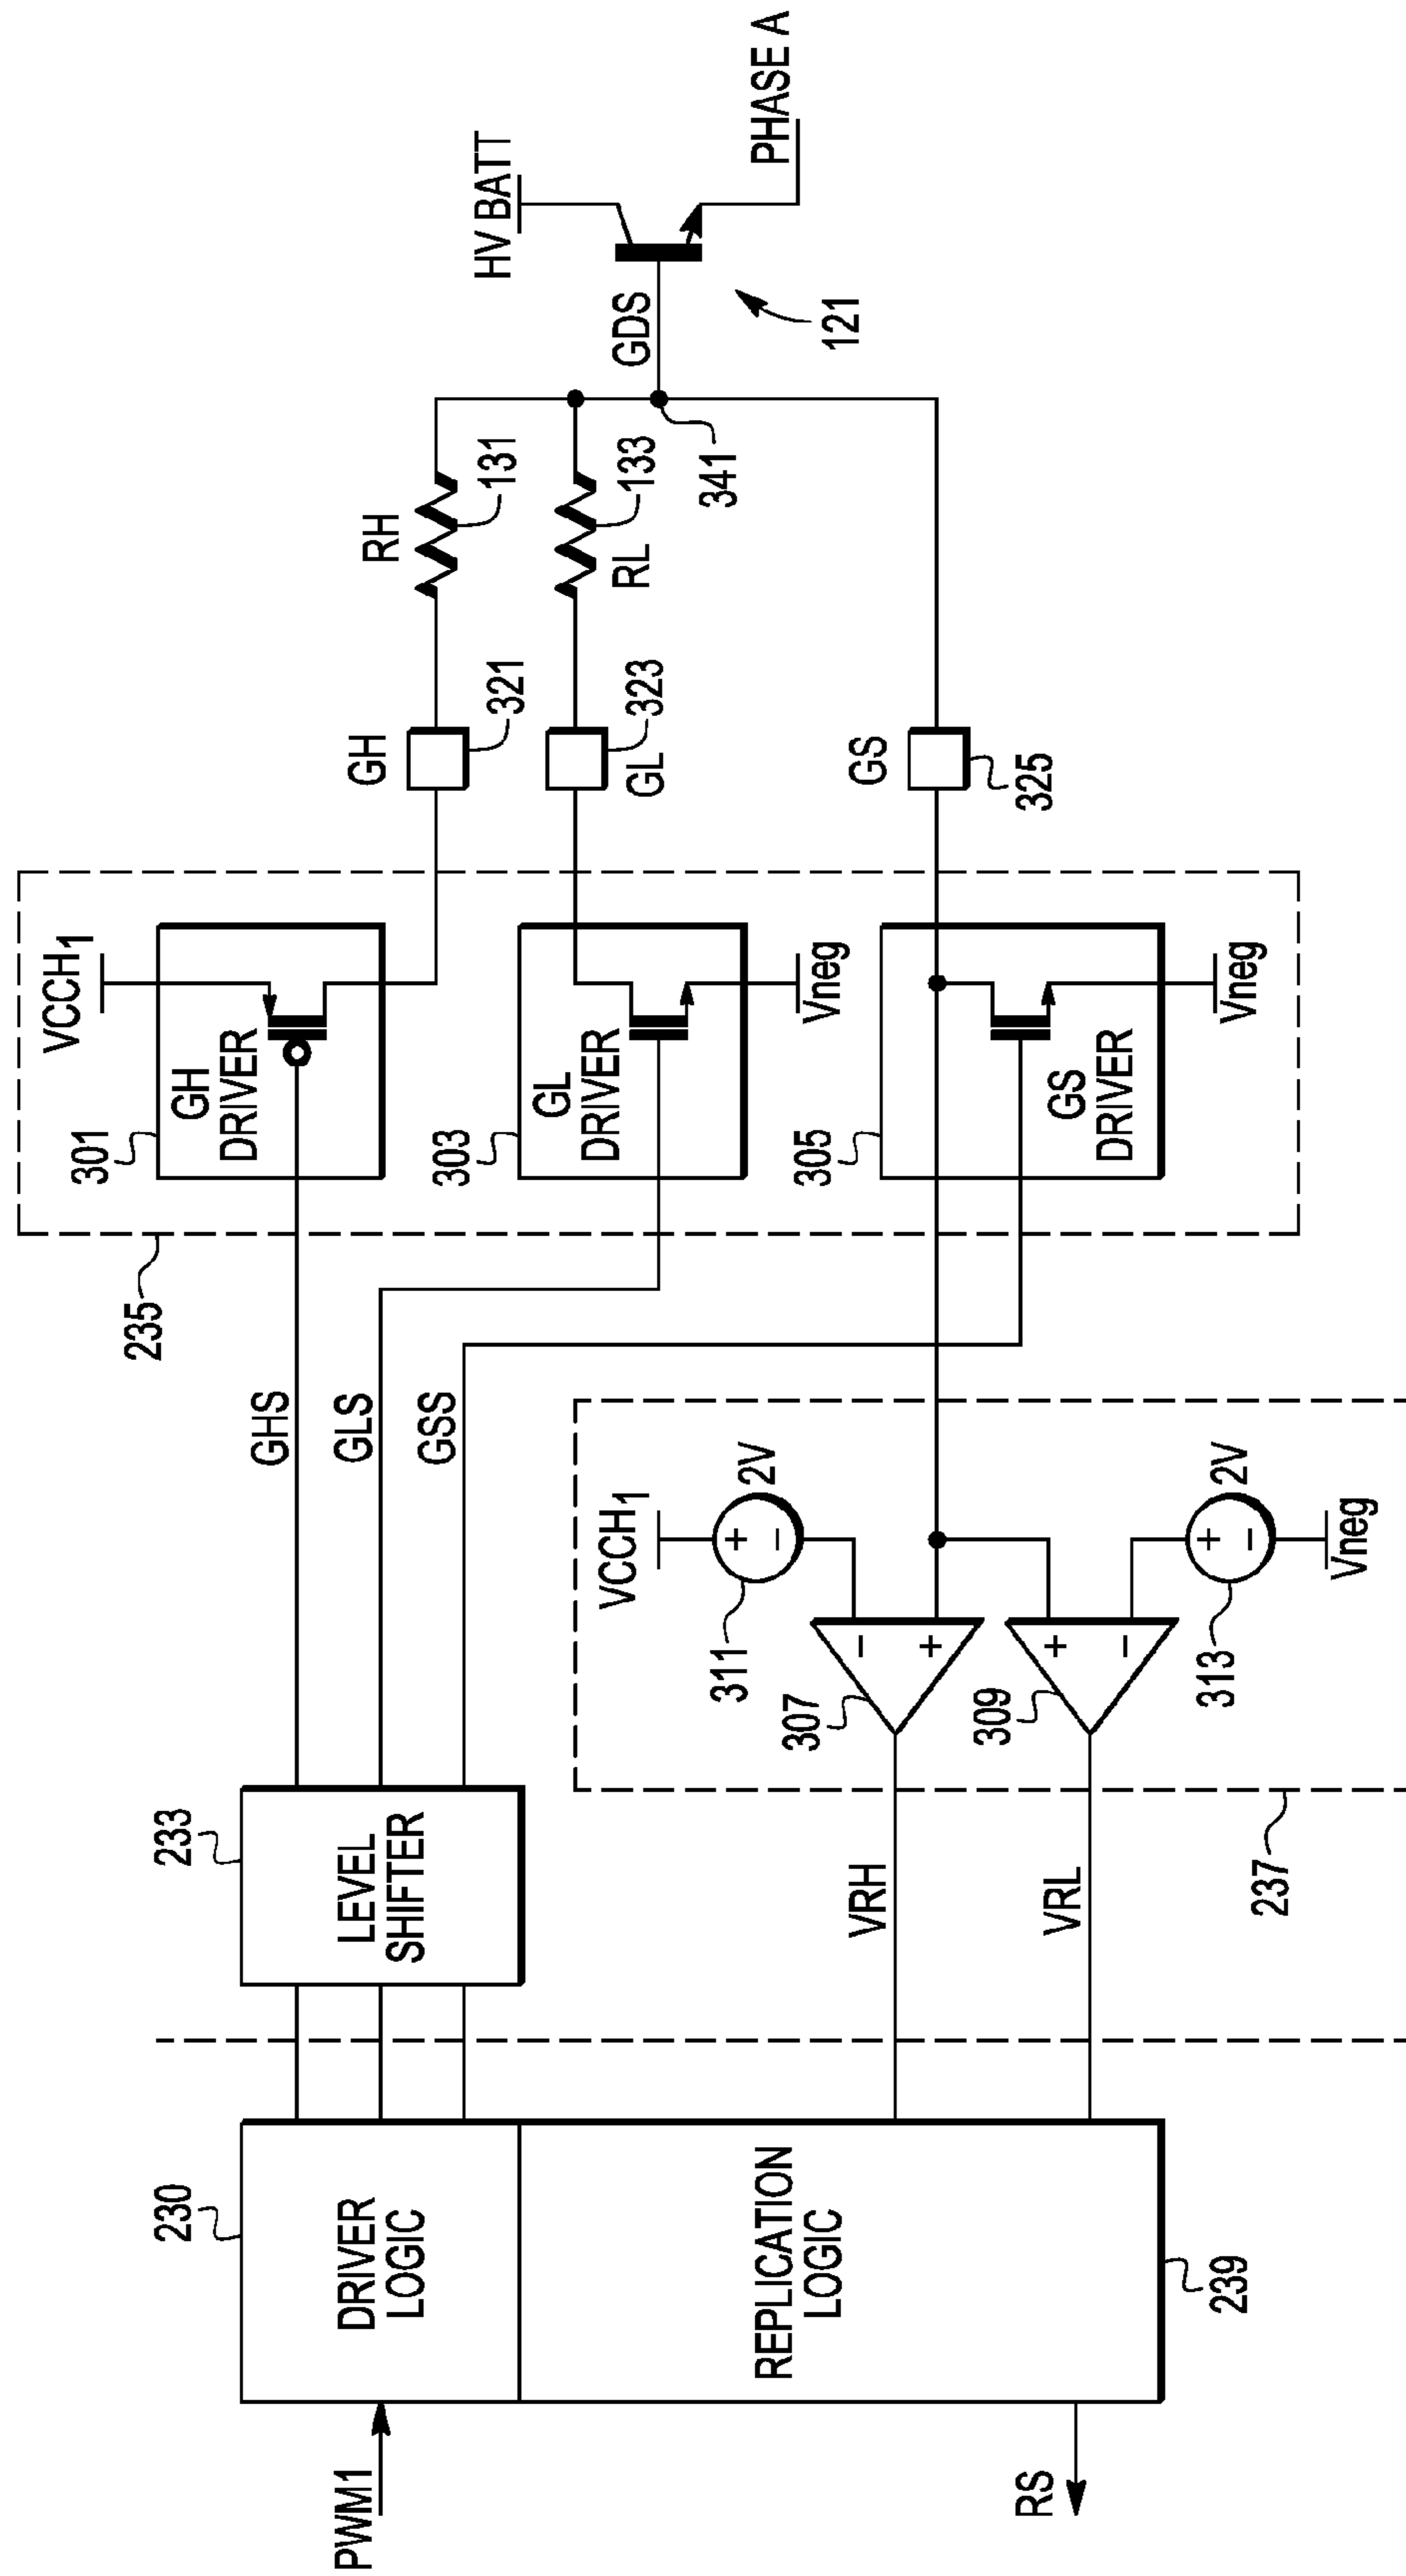 PWM1
RS
230
DRIVER
LOGIC
REPLICATION
LOGIC
239
233
LEVEL
SHIFTER
VRH
VRL
237
GHS
GLS
GSS
VCCH1
311
+
−
2V
307
−
+
309
+
−
313
+
−
2V
Vneg
235
VCCH1
301
GH
DRIVER
303
GL
DRIVER
Vneg
305
GS
DRIVER
Vneg
GH
321
GL
323
GS
325
RH
131
RL
133
341
GDS
HV BATT
121
PHASE A